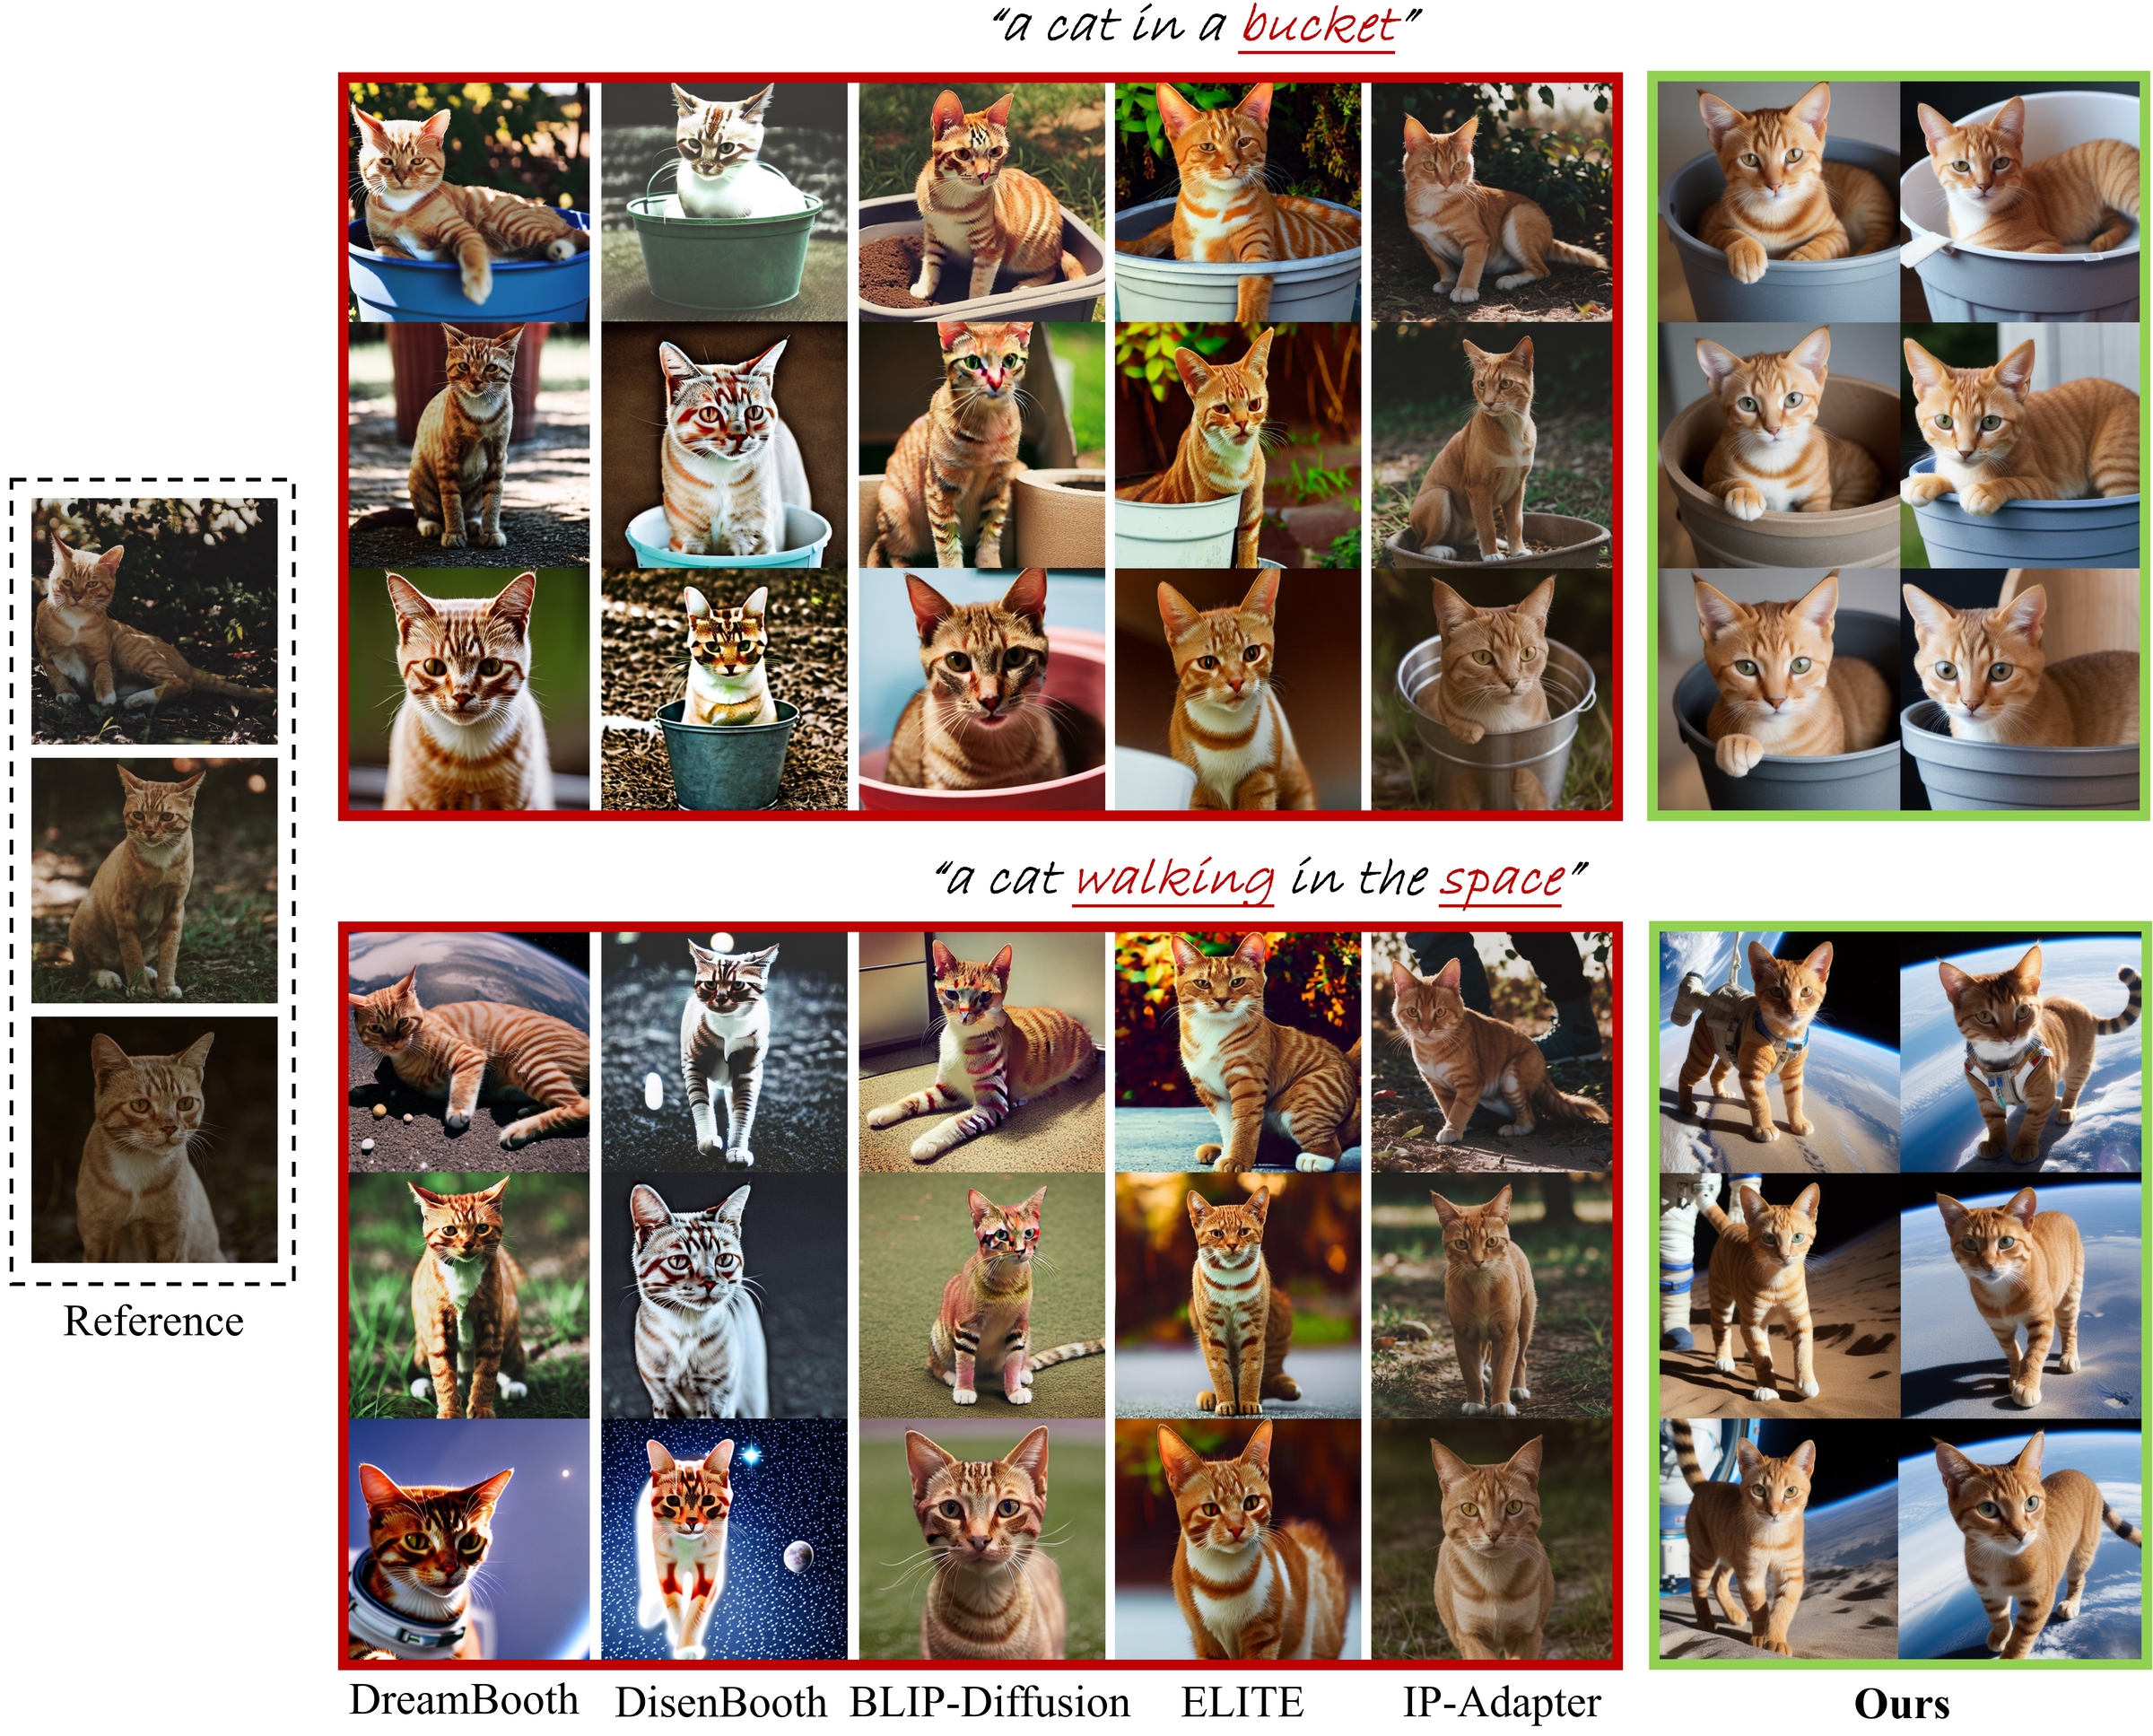 “a cat in a bucket”
“a cat walking in the space”
Reference
DreamBooth DisenBooth BLIP-Diffusion ELITE IP-Adapter Ours